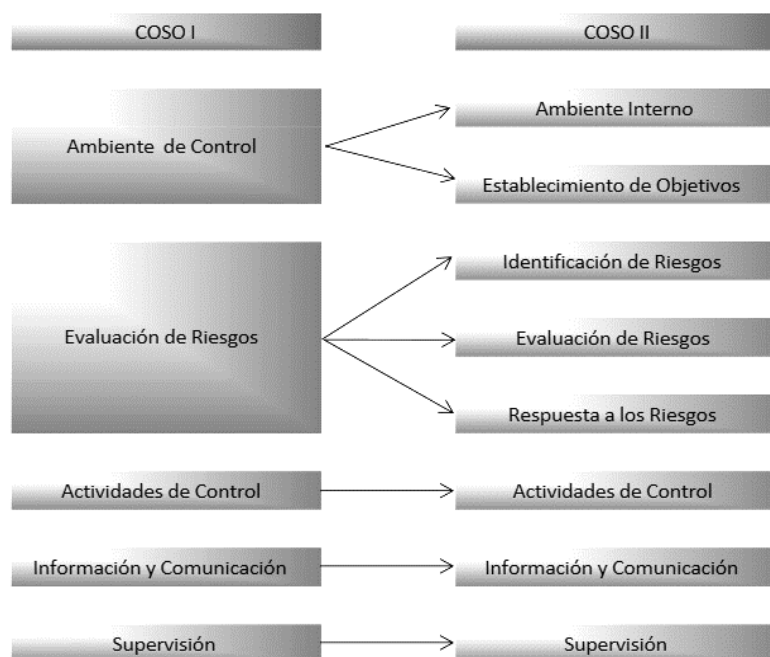 COSO I
COSO II
Ambiente de Control
Ambiente Interno
Establecimiento de Objetivos
Evaluación de Riesgos
Identificación de Riesgos
Evaluación de Riesgos
Respuesta a los Riesgos
Actividades de Control
Actividades de Control
Información y Comunicación
Información y Comunicación
Supervisión
Supervisión